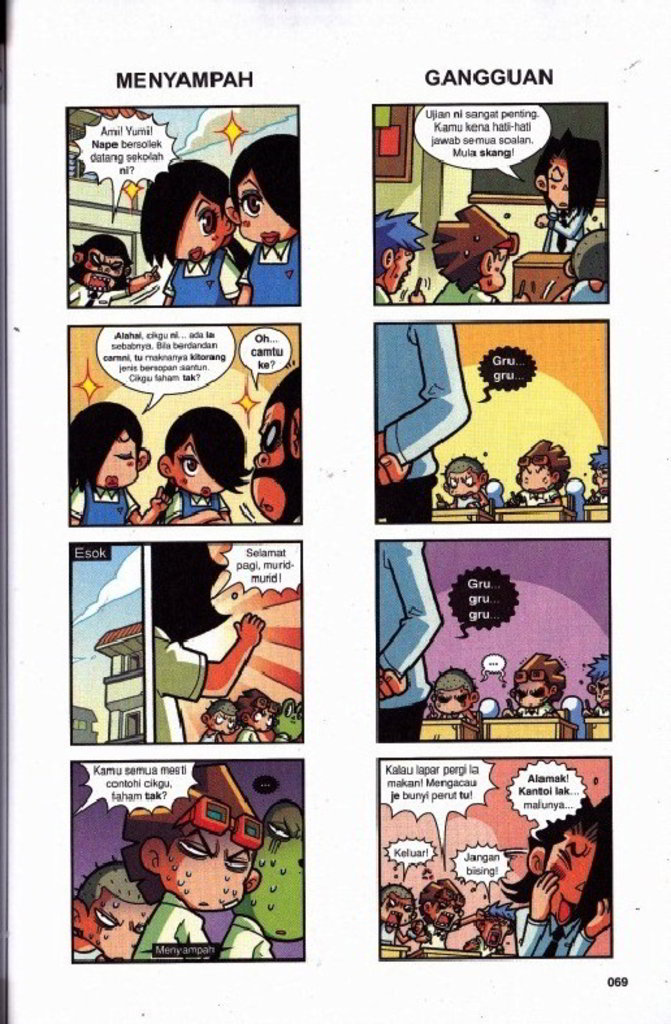 MENYAMPAH
Ami! Yumi!
Nape bersolek
datang sekolah
ni?
Alahai, cikgu ni... ada la
sebabnya. Bila berdandan
camni, tu maknanya kitorang
jenis bersopan santun.
Cikgu faham tak?
Oh...
camtu
ke?
Esok
Selamat
pagi, murid-
murid!
Kamu semua mesti
contohi cikgu,
faham tak?
...
Menyampah
GANGGUAN
Ujian ni sangat penting.
Kamu kena hati-hati
jawab semua soalan.
Mula skang!
Gru...
gru...
Gru...
gru...
gru...
...
Kalau lapar pergi la
makan! Mengacau
je bunyi perut tu!
Alamak!
Kantoi lak...
malunya...
Keluar!
Jangan
bising!
069